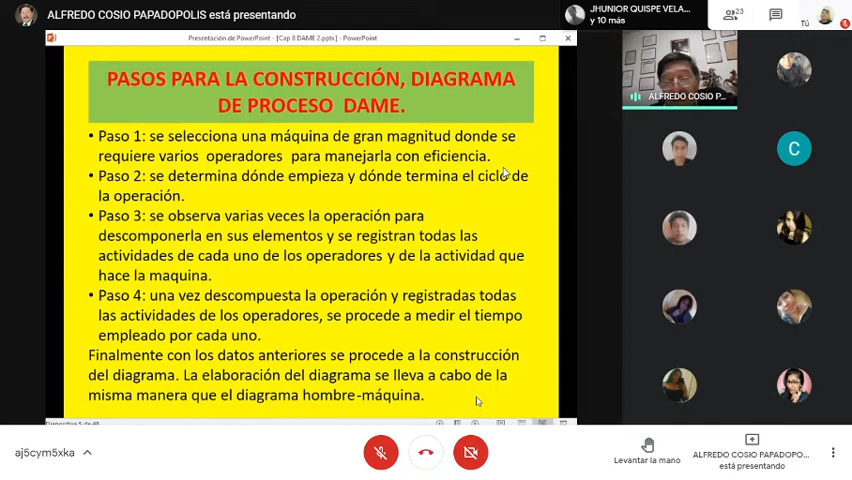 ALFREDO COSIO PAPADOPOLIS está presentando
JHUNIOR QUISPE VELA...
y 10 más
23
Tú
Presentación de PowerPoint - [Cap 8 DAME 2.pptx] - PowerPoint
PASOS PARA LA CONSTRUCCIÓN, DIAGRAMA
DE PROCESO DAME.
• Paso 1: se selecciona una máquina de gran magnitud donde se
requiere varios operadores para manejarla con eficiencia.
• Paso 2: se determina dónde empieza y dónde termina el ciclo de
la operación.
• Paso 3: se observa varias veces la operación para
descomponerla en sus elementos y se registran todas las
actividades de cada uno de los operadores y de la actividad que
hace la maquina.
• Paso 4: una vez descompuesta la operación y registradas todas
las actividades de los operadores, se procede a medir el tiempo
empleado por cada uno.
Finalmente con los datos anteriores se procede a la construcción
del diagrama. La elaboración del diagrama se lleva a cabo de la
misma manera que el diagrama hombre-máquina.
Diapositiva 5 de
ALFREDO COSIO P...
C
aj5cym5xka
Levantar la mano
ALFREDO COSIO PAPADOPO...
está presentando